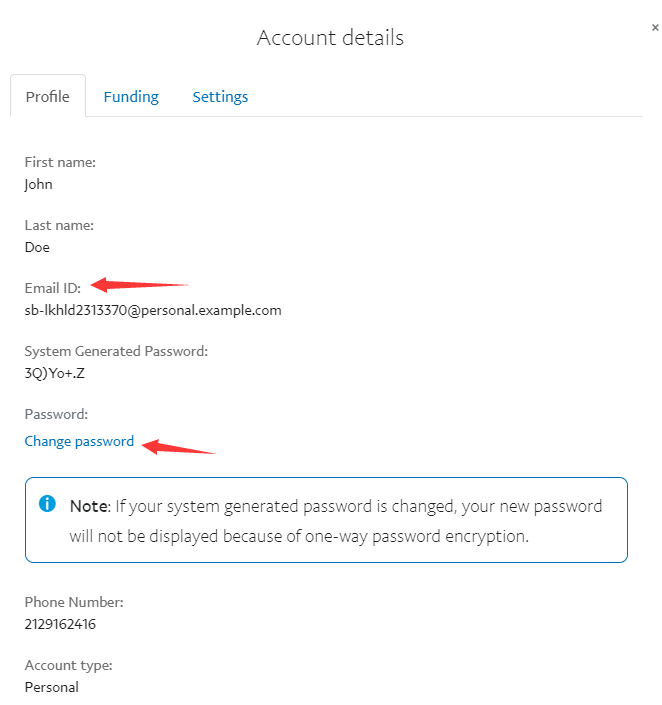 Account details
×
Profile Funding Settings
First name:
John
Last name:
Doe
Email ID:
sb-lkhld2313370@personal.example.com
System Generated Password:
3Q)Yo+.Z
Password:
Change password
Note: If your system generated password is changed, your new password
will not be displayed because of one-way password encryption.
Phone Number:
2129162416
Account type:
Personal